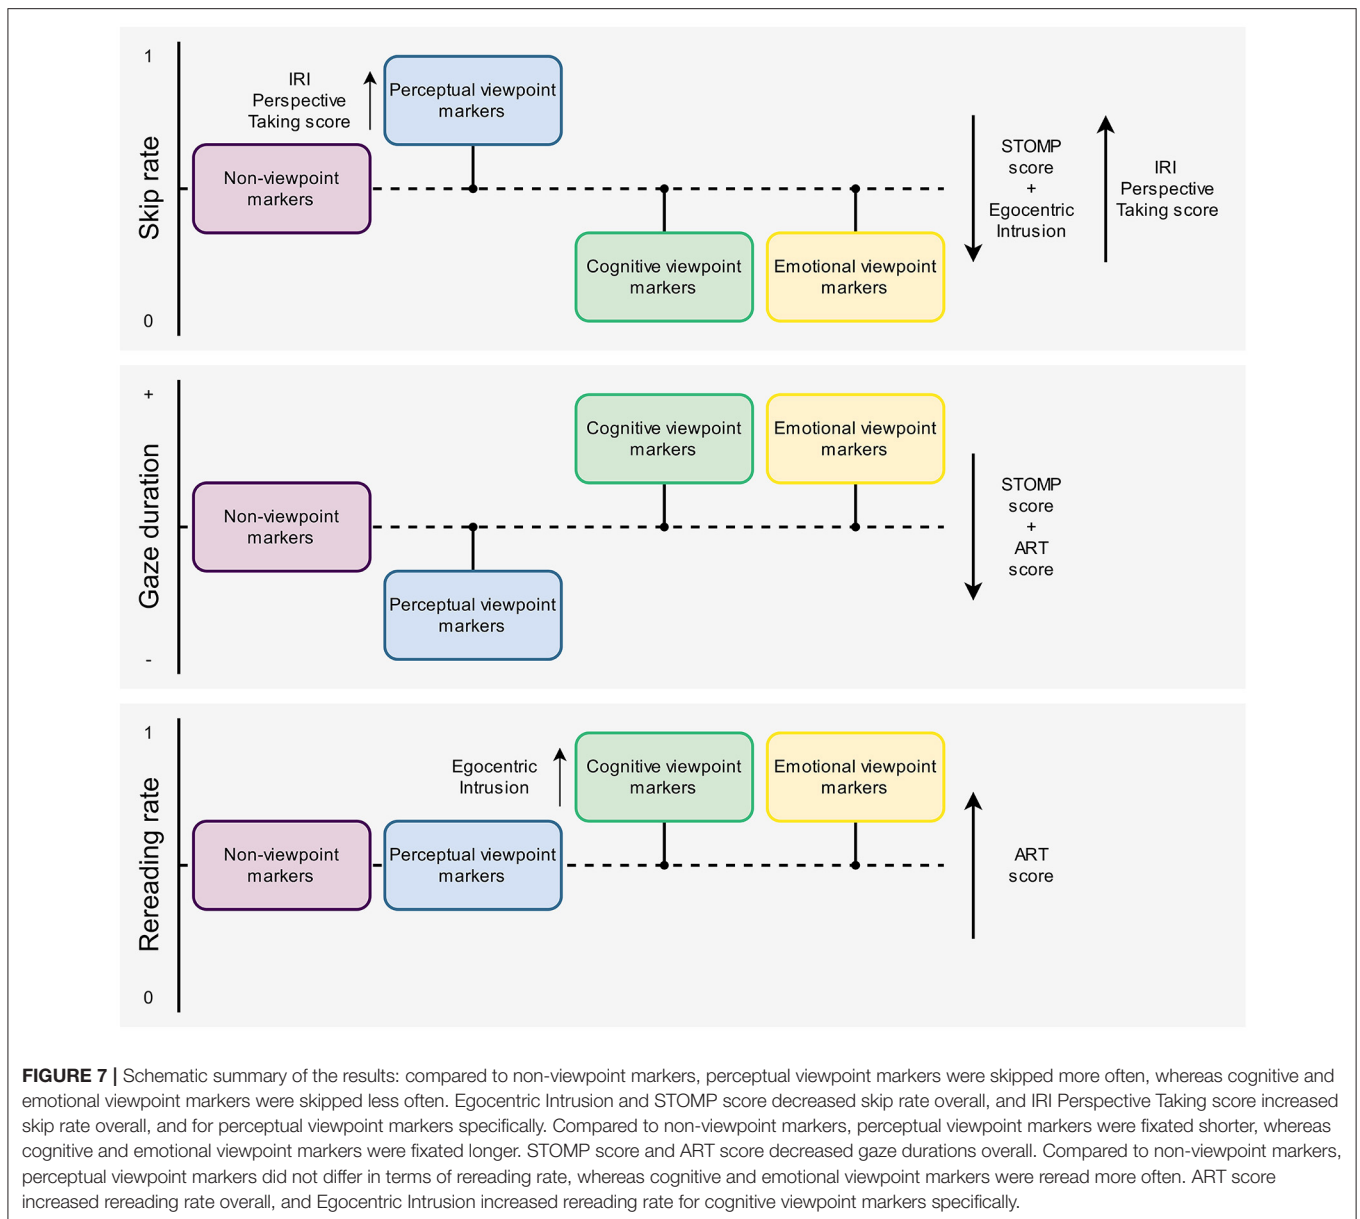 Skip rate
1
0
IRI
Perspective
Taking score
Perceptual viewpoint
markers
Non-viewpoint
markers
Cognitive viewpoint
markers
Emotional viewpoint
markers
STOMP
score
+
Egocentric
Intrusion
IRI
Perspective
Taking score
Gaze duration
+
-
Non-viewpoint
markers
Perceptual viewpoint
markers
Cognitive viewpoint
markers
Emotional viewpoint
markers
STOMP
score
+
ART
score
Rereading rate
1
0
Non-viewpoint
markers
Perceptual viewpoint
markers
Egocentric
Intrusion
Cognitive viewpoint
markers
Emotional viewpoint
markers
ART
score
FIGURE 7 | Schematic summary of the results: compared to non-viewpoint markers, perceptual viewpoint markers were skipped more often, whereas cognitive and
emotional viewpoint markers were skipped less often. Egocentric Intrusion and STOMP score decreased skip rate overall, and IRI Perspective Taking score increased
skip rate overall, and for perceptual viewpoint markers specifically. Compared to non-viewpoint markers, perceptual viewpoint markers were fixated shorter, whereas
cognitive and emotional viewpoint markers were fixated longer. STOMP score and ART score decreased gaze durations overall. Compared to non-viewpoint markers,
perceptual viewpoint markers did not differ in terms of rereading rate, whereas cognitive and emotional viewpoint markers were reread more often. ART score
increased rereading rate overall, and Egocentric Intrusion increased rereading rate for cognitive viewpoint markers specifically.